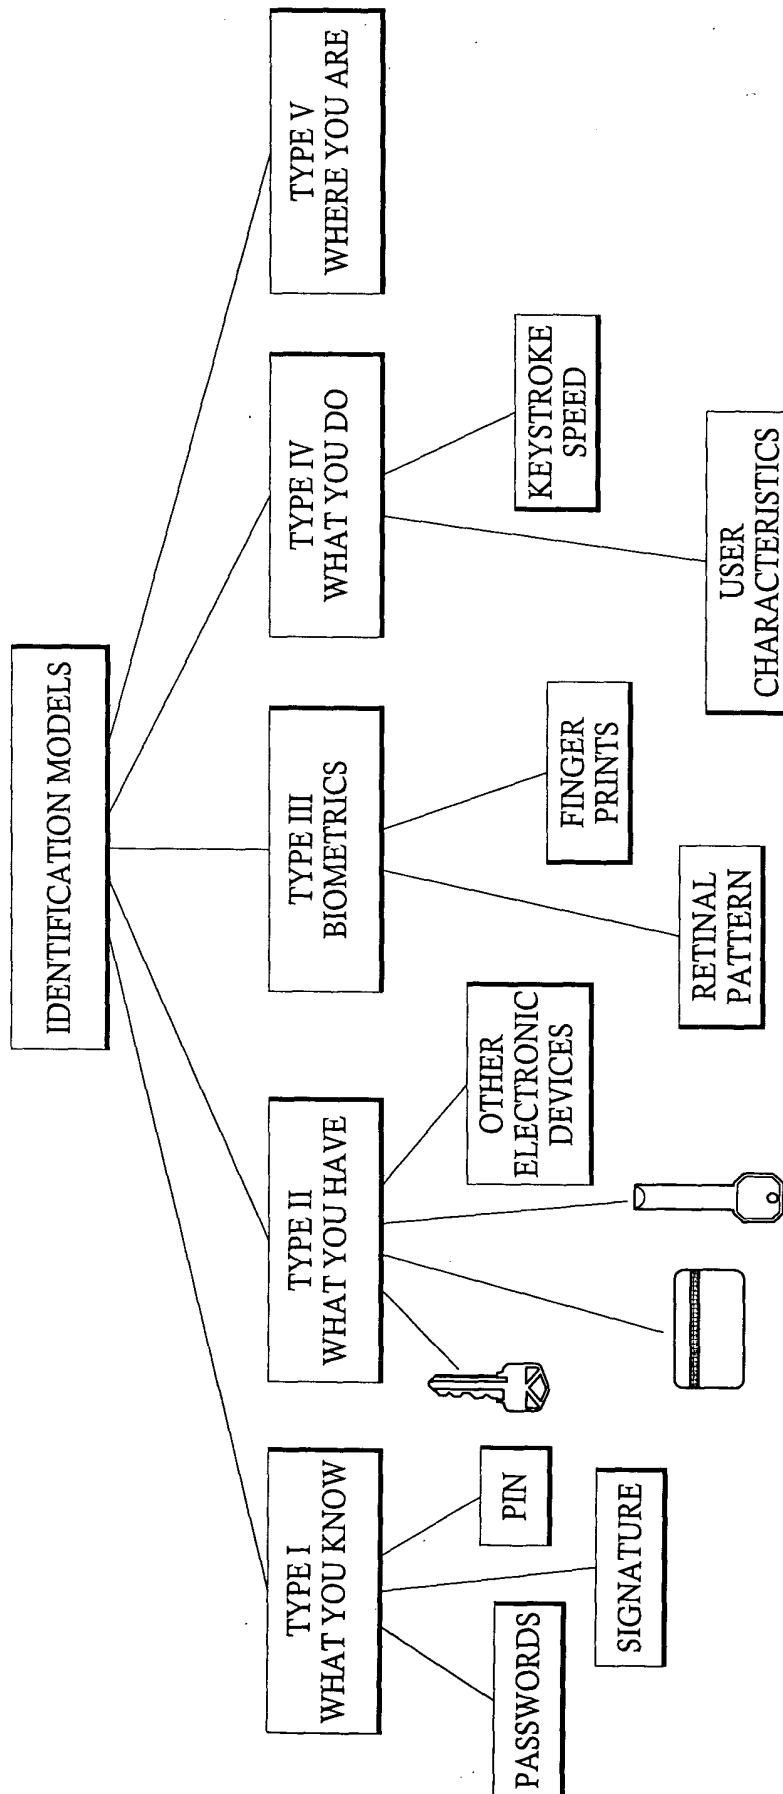 IDENTIFICATION MODELS
TYPE I
WHAT YOU KNOW
TYPE II
WHAT YOU HAVE
TYPE III
BIOMETRICS
TYPE IV
WHAT YOU DO
TYPE V
WHERE YOU ARE
PASSWORDS
SIGNATURE
PIN
OTHER
ELECTRONIC
DEVICES
RETINAL
PATTERN
FINGER
PRINTS
USER
CHARACTERISTICS
KEYSTROKE
SPEED